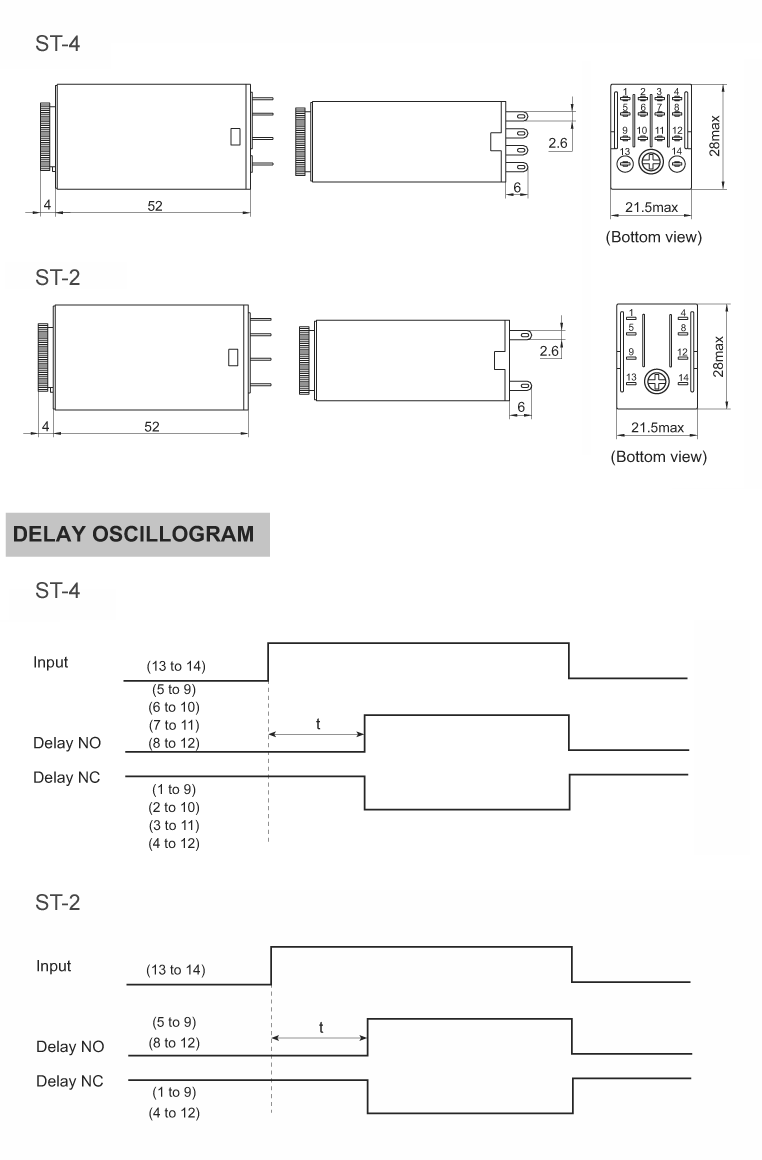 ST-4
4
52
2.6
6
1 2 3 4
5 6 7 8
9 10 11 12
13 14
28max
21.5max
(Bottom view)
ST-2
4
52
2.6
6
1 4
5 8
9 12
13 14
28max
21.5max
(Bottom view)
DELAY OSCILLOGRAM
ST-4
Input (13 to 14)
(5 to 9)
(6 to 10)
(7 to 11)
t
Delay NO (8 to 12)
Delay NC
(1 to 9)
(2 to 10)
(3 to 11)
(4 to 12)
ST-2
Input (13 to 14)
(5 to 9)
t
Delay NO (8 to 12)
Delay NC
(1 to 9)
(4 to 12)